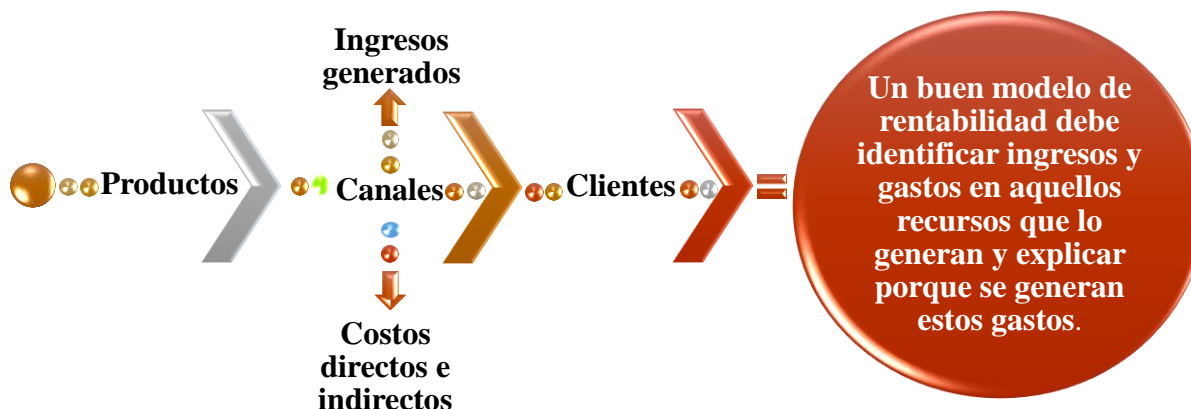 Ingresos
generados
Productos
Canales
Clientes
Costos
directos e
indirectos
Un buen modelo de
rentabilidad debe
identificar ingresos y
gastos en aquellos
recursos que lo
generan y explicar
porque se generan
estos gastos.